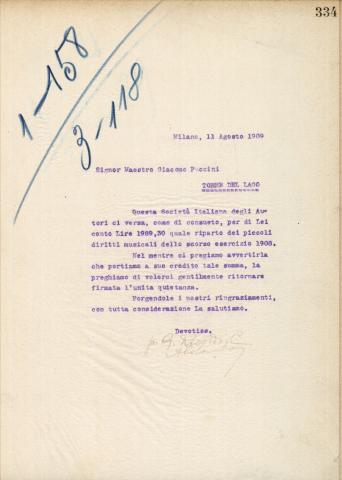 334
1-158
3-118
Milano, 11 Agosto 1909
Signor Maestro Giacomo Puccini
TORRE DEL LAGO
Questa Società Italiana degli Au-
tori ci versa, come di consueto, per di Lei
conto Lire 1989,30 quale riparto dei piccoli
diritti musicali dello scorso esercizio 1908.
Nel mentre ci pregiamo avvertirla
che portiamo a suo credito tale somma, la
preghiamo di volerci gentilmente ritornare
firmata l'unita quietanza.
Porgendole i nostri ringraziamenti,
con tutta considerazione La salutiamo.
Devotiss.